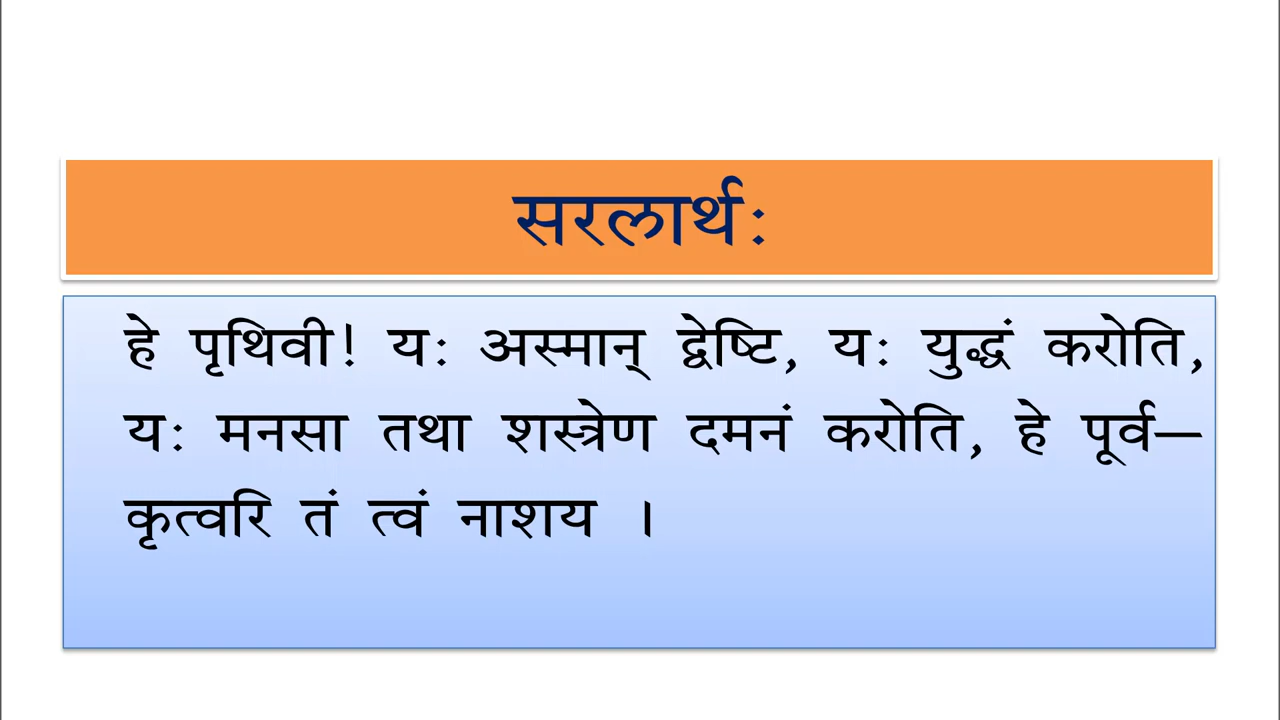 सरलार्थ:
हे पृथिवी! य: अस्मान् द्वेष्टि, य: युद्धं करोति,
य: मनसा तथा शस्त्रेण दमनं करोति, हे पूर्व—
कृत्वरि तं त्वं नाशय ।